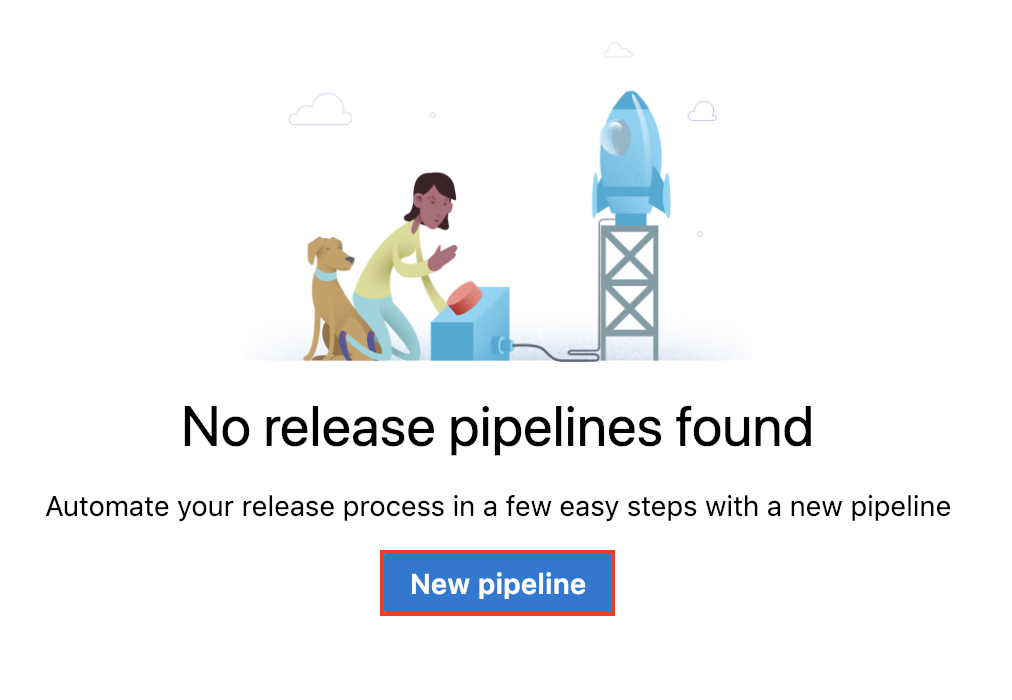 No release pipelines found
Automate your release process in a few easy steps with a new pipeline
New pipeline